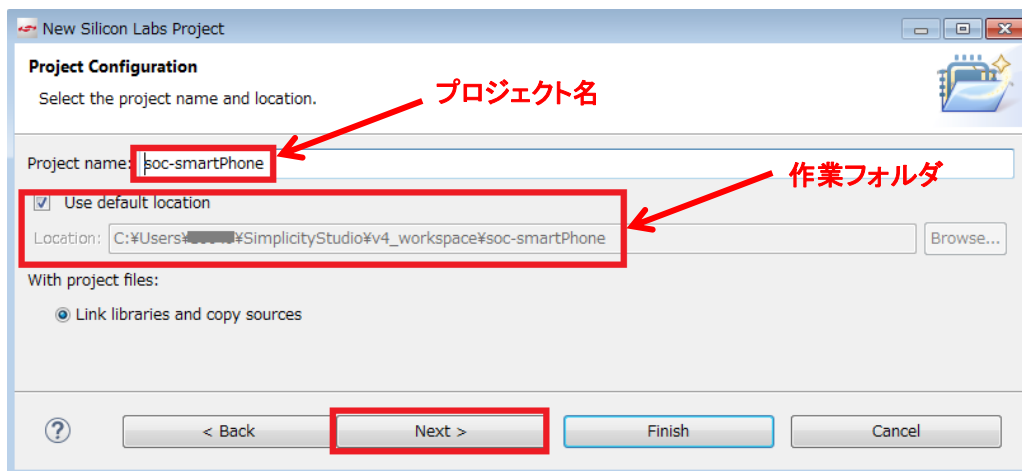 New Silicon Labs Project
Project Configuration
Select the project name and location.
プロジェクト名
Project name: soc-smartPhone
作業フォルダ
Use default location
Location: C:¥Users¥ ¥SimplicityStudio¥v4_workspace¥soc-smartPhone Browse...
With project files:
Link libraries and copy sources
? < Back Next > Finish Cancel